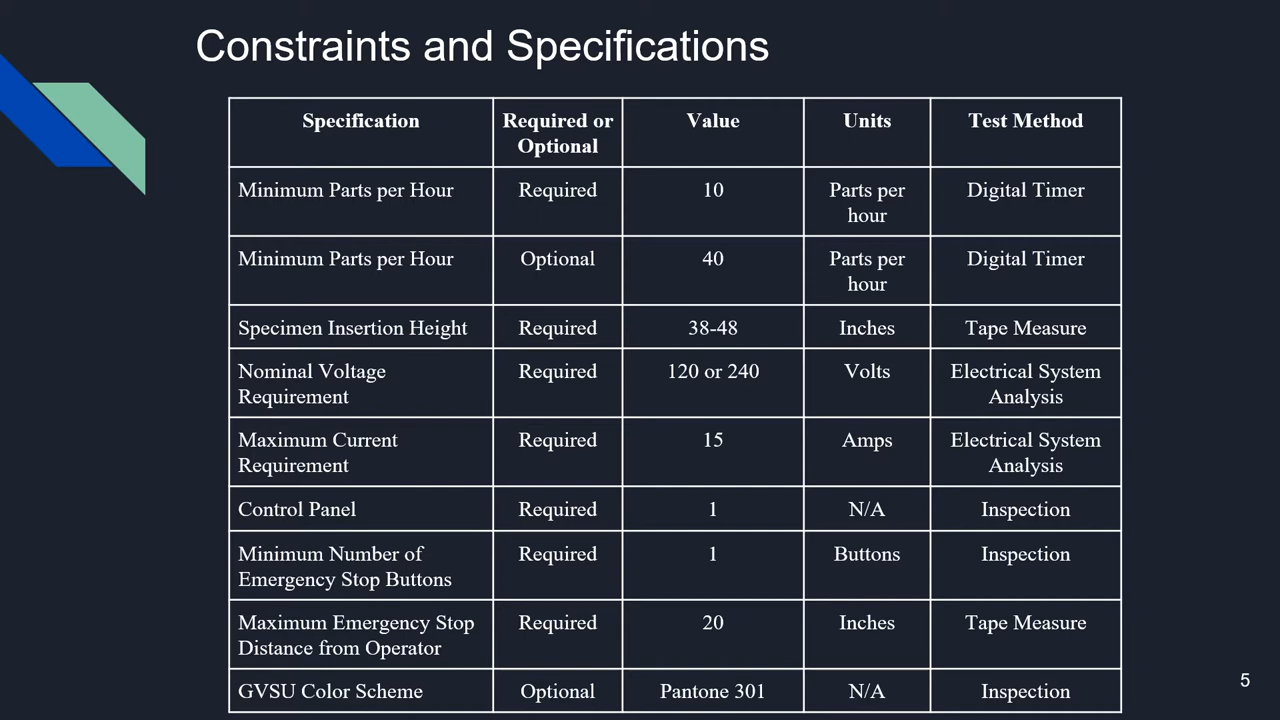 Constraints and Specifications
Specification
Required or
Optional
Value
Units
Test Method
Minimum Parts per Hour
Required
10
Parts per
hour
Digital Timer
Minimum Parts per Hour
Optional
40
Parts per
hour
Digital Timer
Specimen Insertion Height
Required
38-48
Inches
Tape Measure
Nominal Voltage
Requirement
Required
120 or 240
Volts
Electrical System
Analysis
Maximum Current
Requirement
Required
15
Amps
Electrical System
Analysis
Control Panel
Required
1
N/A
Inspection
Minimum Number of
Emergency Stop Buttons
Required
1
Buttons
Inspection
Maximum Emergency Stop
Distance from Operator
Required
20
Inches
Tape Measure
GVSU Color Scheme
Optional
Pantone 301
N/A
Inspection
5